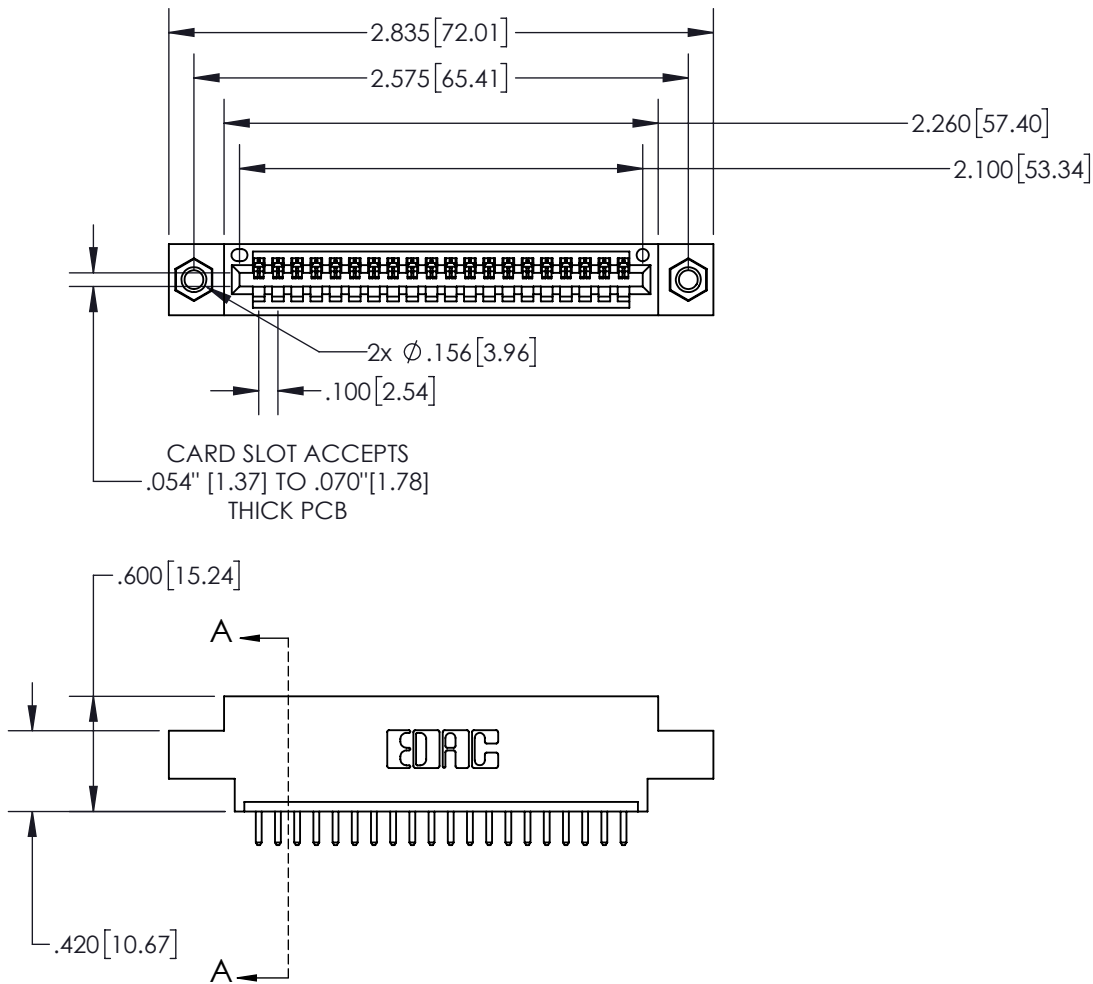 2.835[72.01]
2.575[65.41]
2.260[57.40]
2.100[53.34]
2x ∅ .156[3.96]
.100[2.54]
CARD SLOT ACCEPTS
.054" [1.37] TO .070"[1.78]
THICK PCB
.600[15.24]
A
EDAC
.420[10.67]
A